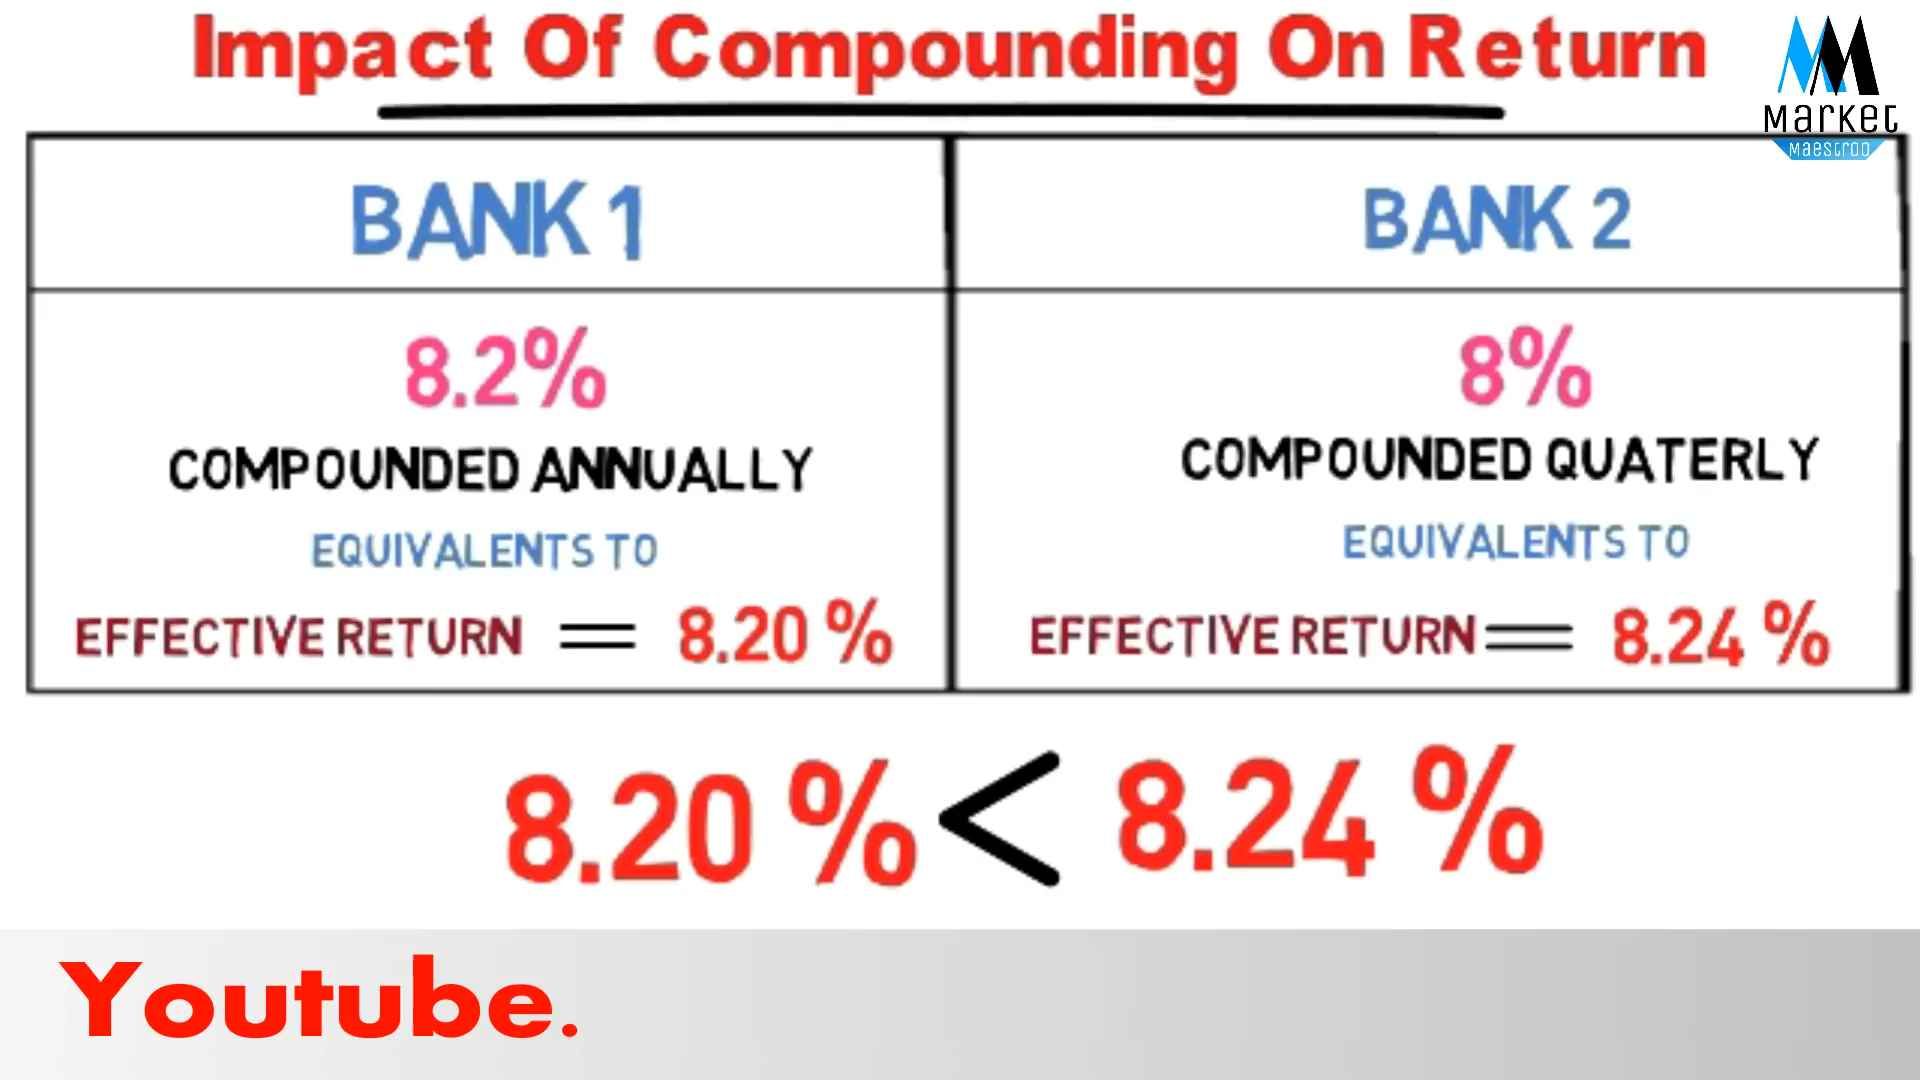 Impact Of Compounding On Return
Market
Maestroo
BANK 1
BANK 2
8.2%
8%
COMPOUNDED ANNUALLY
COMPOUNDED QUATERLY
EQUIVALENTS TO
EQUIVALENTS TO
EFFECTIVE RETURN = 8.20 %
EFFECTIVE RETURN = 8.24 %
8.20 % < 8.24 %
Youtube.